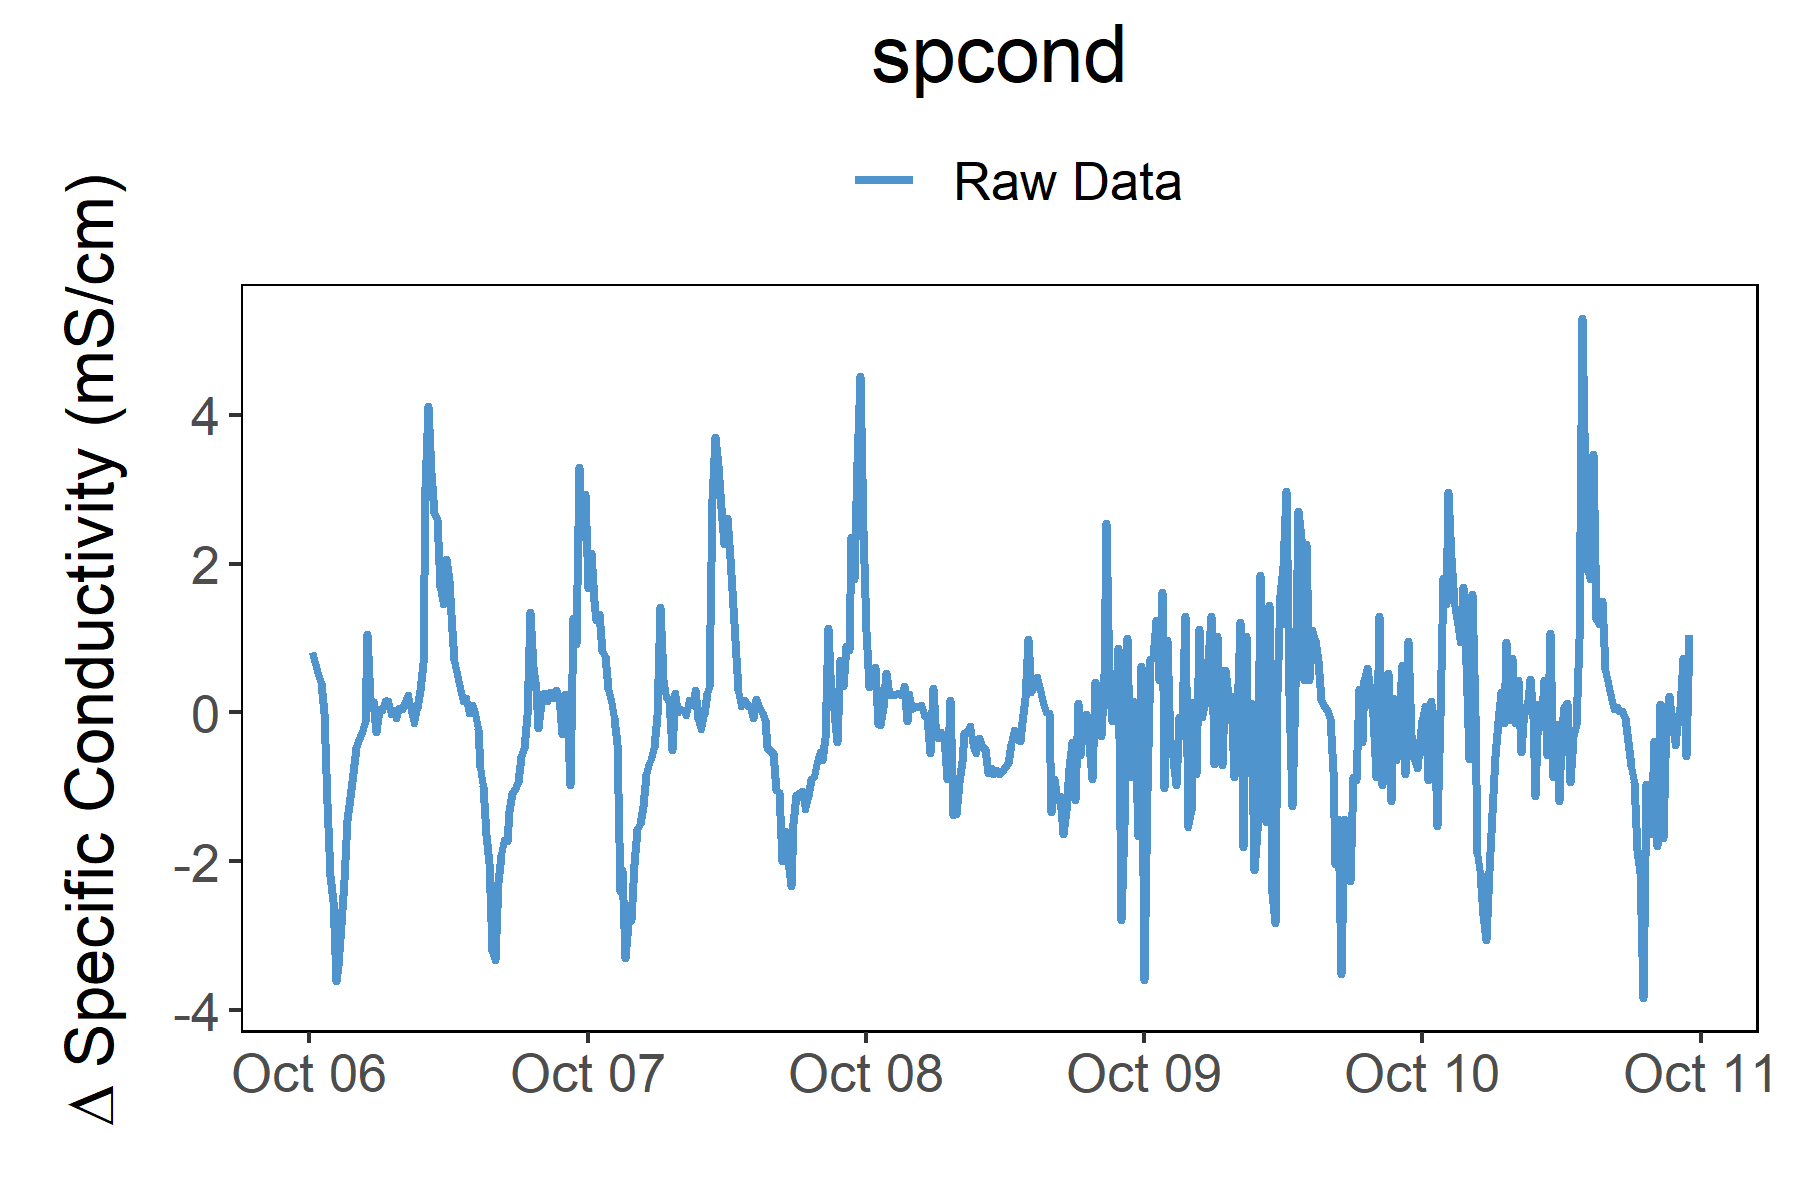 spcond
Raw Data
Δ Specific Conductivity (mS/cm)
4
2
0
-2
-4
Oct 06 Oct 07 Oct 08 Oct 09 Oct 10 Oct 11